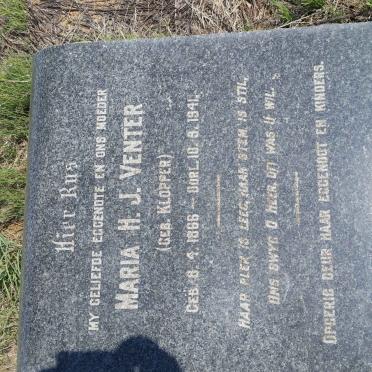 Hier Rus
MY GELIEFDE EGGENOTE EN ONS MOEDER
MARIA H. J. VENTER
(GEB. KLOPPER)
GEB. 8. 4. 1866 — OORL. 10. 9. 1941.
HAAR PLEK IS LEEG, HAAR STEM IS STIL,
ONS SWYG O HEER, DIT WAS U WIL.
OPGERIG DEUR HAAR EGGENOOT EN KINDERS.